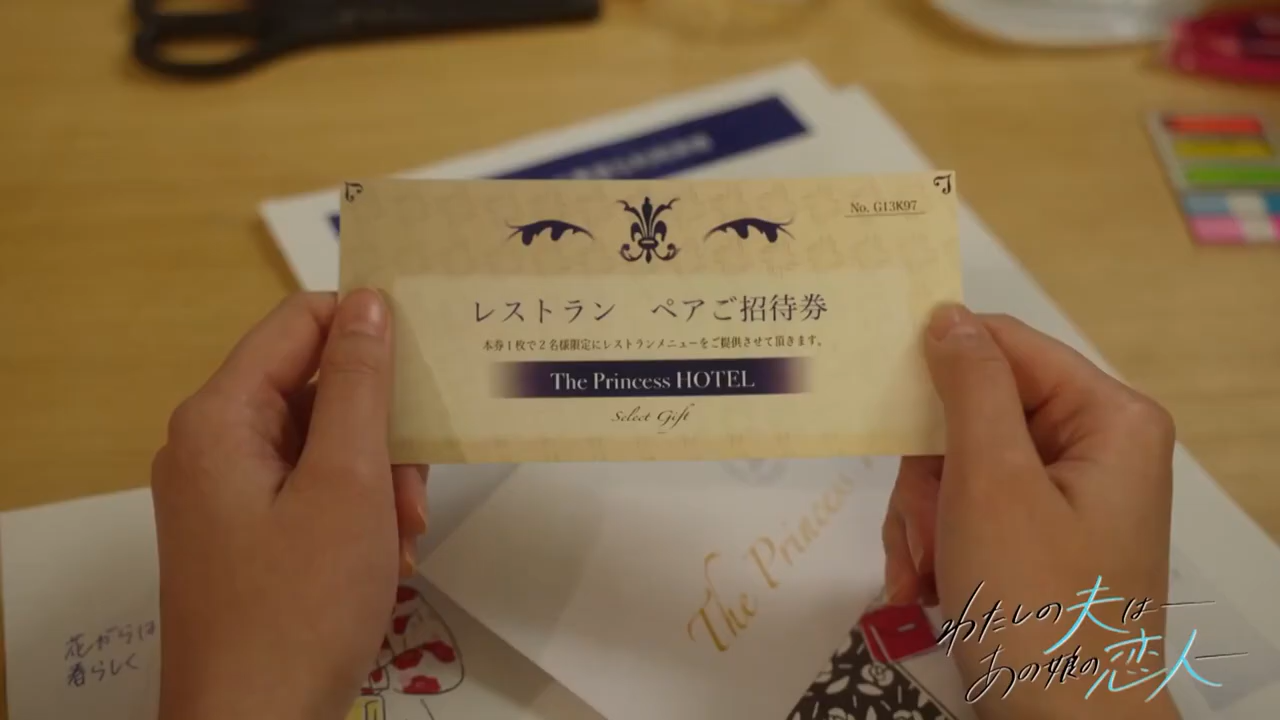 No. G13K97
レストラン　ペアご招待券
本券1枚で2名様限定にレストランメニューをご提供させて頂きます。
The Princess HOTEL
Select Gift
The Princess
花がらは
春らしく
わたしの夫は―
あの娘の恋人―